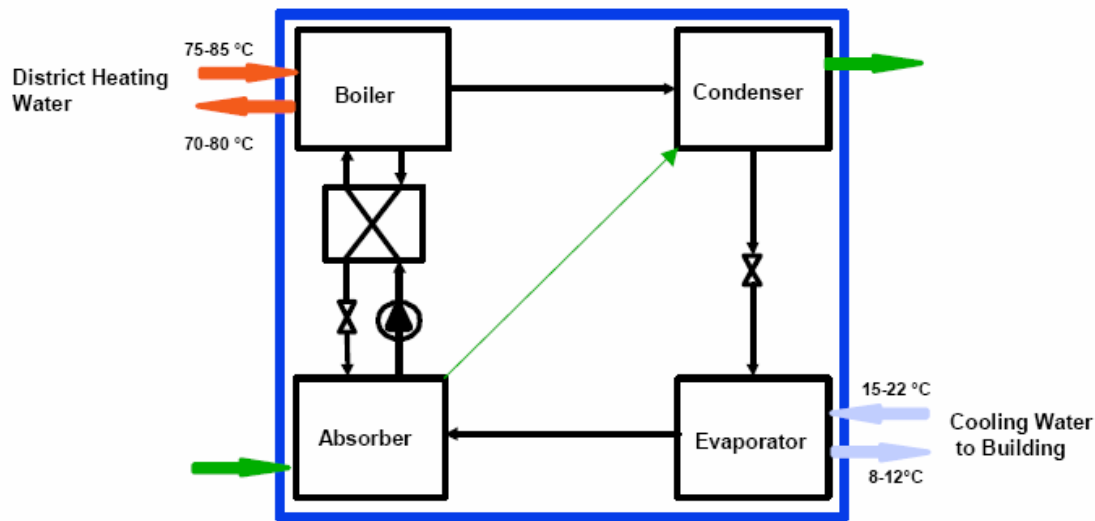 75-85 °C
District Heating
Water
70-80 °C
Boiler
Condenser
Absorber
Evaporator
15-22 °C
Cooling Water
to Building
8-12°C